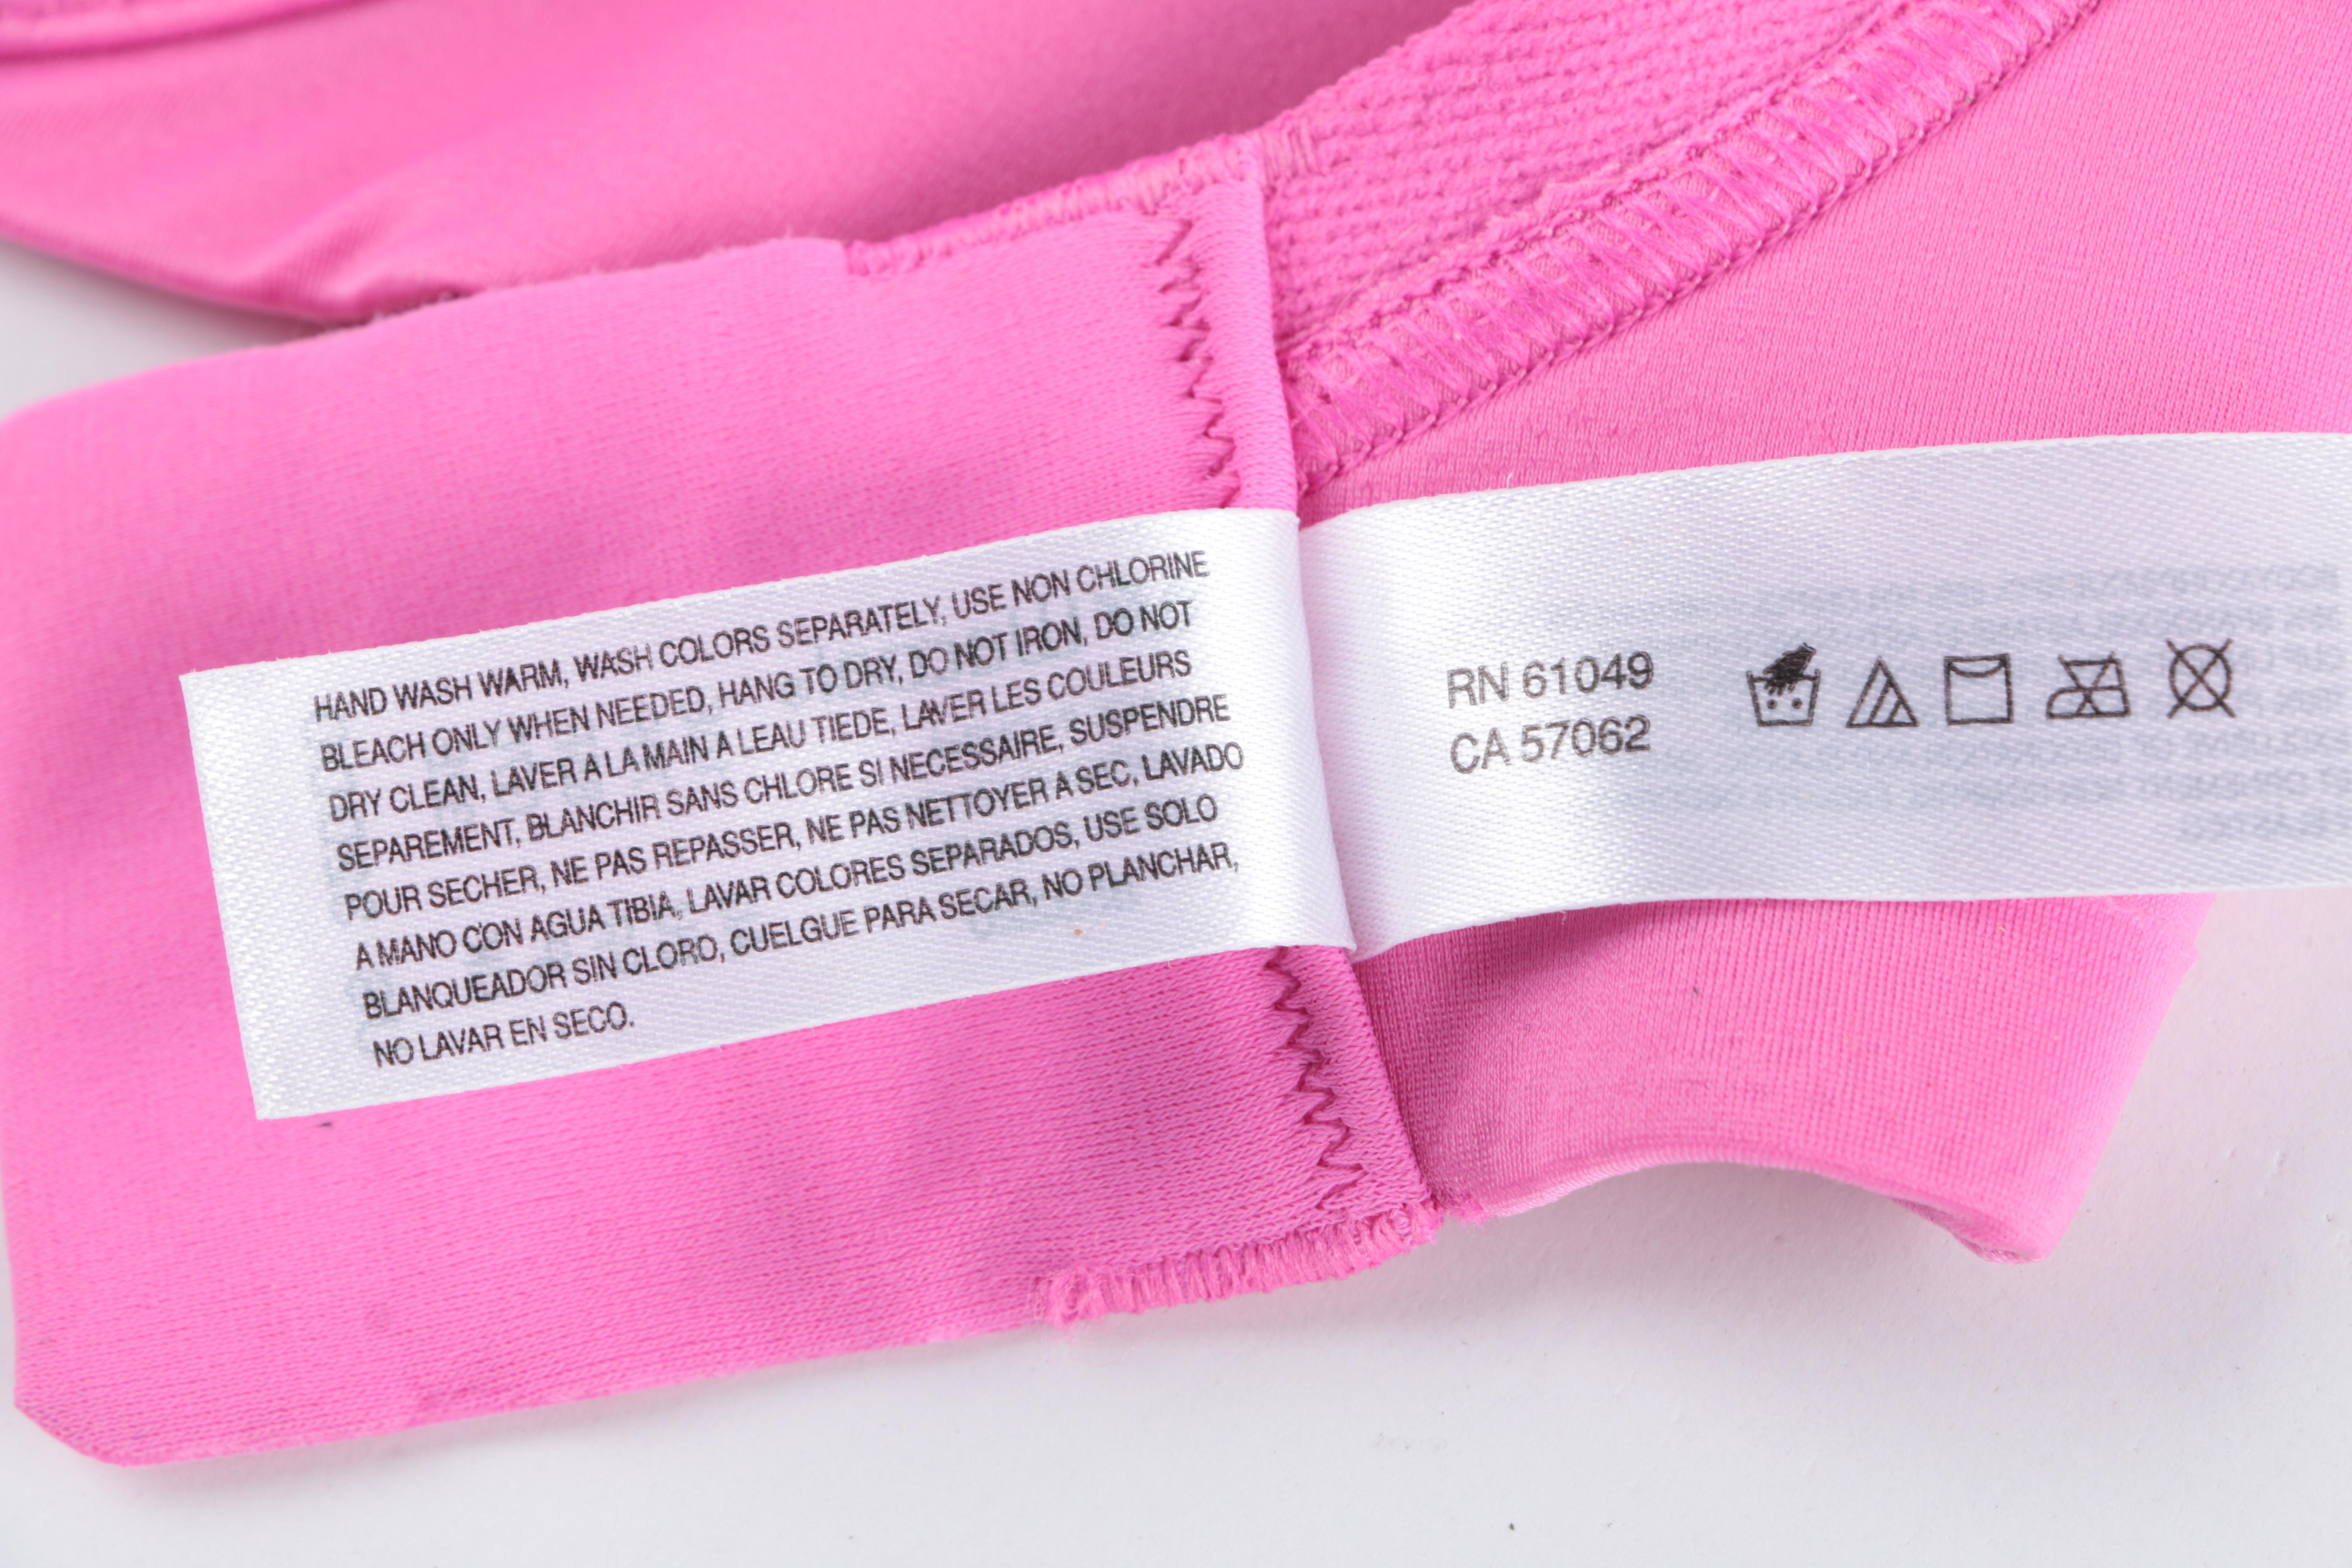 HAND WASH WARM, WASH COLORS SEPARATELY, USE NON CHLORINE
BLEACH ONLY WHEN NEEDED, HANG TO DRY, DO NOT IRON, DO NOT
DRY CLEAN, LAVER A LA MAIN A LEAU TIEDE, LAVER LES COULEURS
SEPAREMENT, BLANCHIR SANS CHLORE SI NECESSAIRE, SUSPENDRE
POUR SECHER, NE PAS REPASSER, NE PAS NETTOYER A SEC, LAVADO
A MANO CON AGUA TIBIA, LAVAR COLORES SEPARADOS, USE SOLO
BLANQUEADOR SIN CLORO, CUELGUE PARA SECAR, NO PLANCHAR,
NO LAVAR EN SECO.
RN 61049
CA 57062